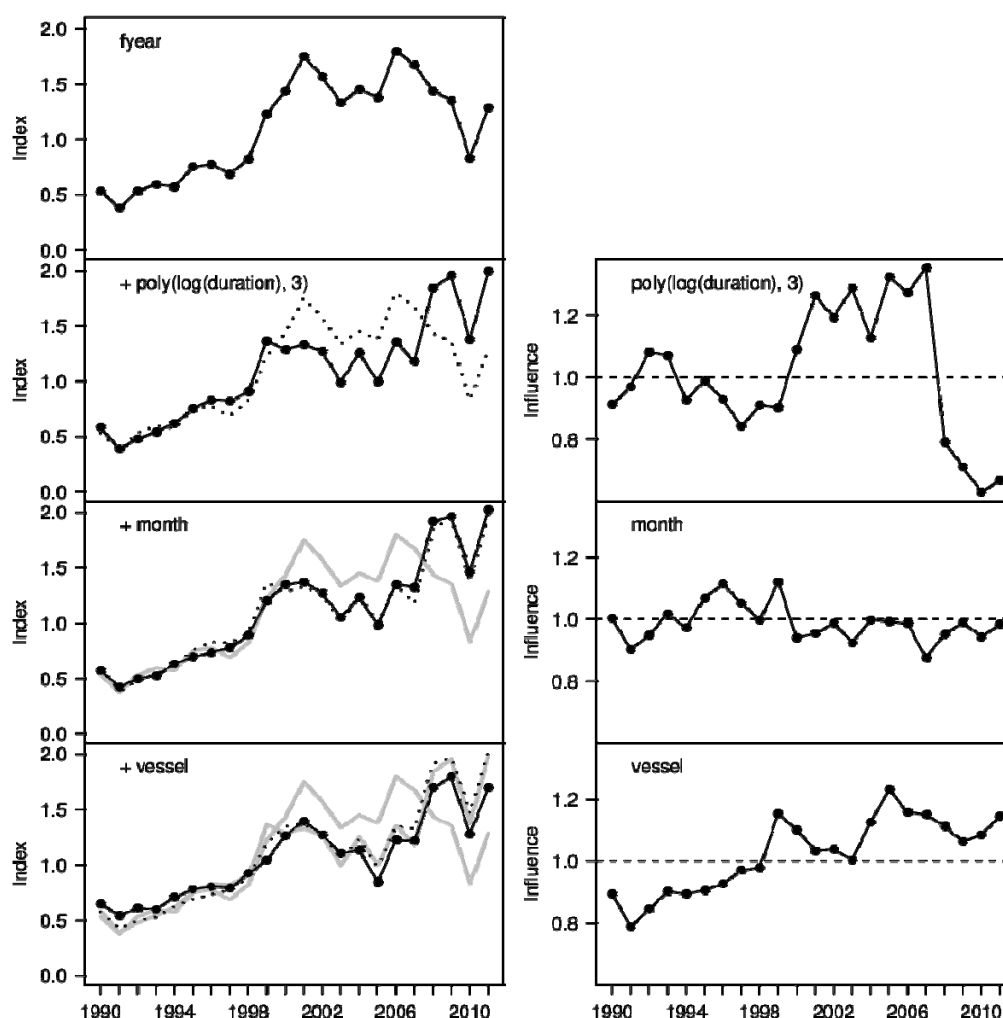 fyear
2.0
1.5
1.0
0.5
0.0
Index
+ poly(log(duration), 3)
2.0
1.5
1.0
0.5
0.0
Index
poly(log(duration), 3)
1.2
1.0
0.8
Influence
+ month
2.0
1.5
1.0
0.5
0.0
Index
month
1.2
1.0
0.8
Influence
+ vessel
2.0
1.5
1.0
0.5
0.0
Index
vessel
1.2
1.0
0.8
Influence
1990 1994 1998 2002 2006 2010
1990 1994 1998 2002 2006 2010